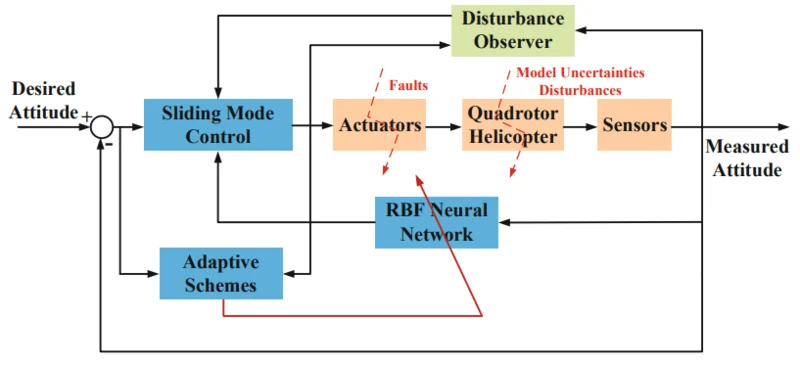 Disturbance
Observer
Desired
Attitude
+
-
Sliding Mode
Control
Faults
Actuators
Model Uncertainties
Disturbances
Quadrotor
Helicopter
Sensors
Measured
Attitude
RBF Neural
Network
Adaptive
Schemes